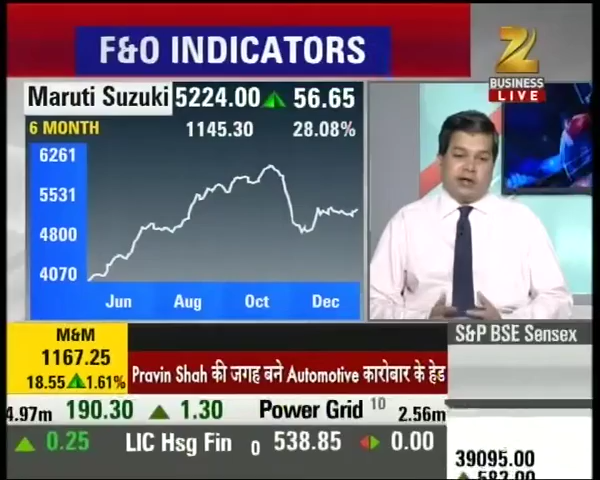 F&O INDICATORS
Z
BUSINESS
LIVE
Maruti Suzuki 5224.00 56.65
6 MONTH 1145.30 28.08%
6261
5531
4800
4070
Jun Aug Oct Dec
M&M
1167.25
18.55 1.61%
Pravin Shah की जगह बने Automotive कारोबार के हेड
S&P BSE Sensex
4.97m 190.30 1.30 Power Grid 10 2.56m
0.25 LIC Hsg Fin 0 538.85 0.00
39095.00